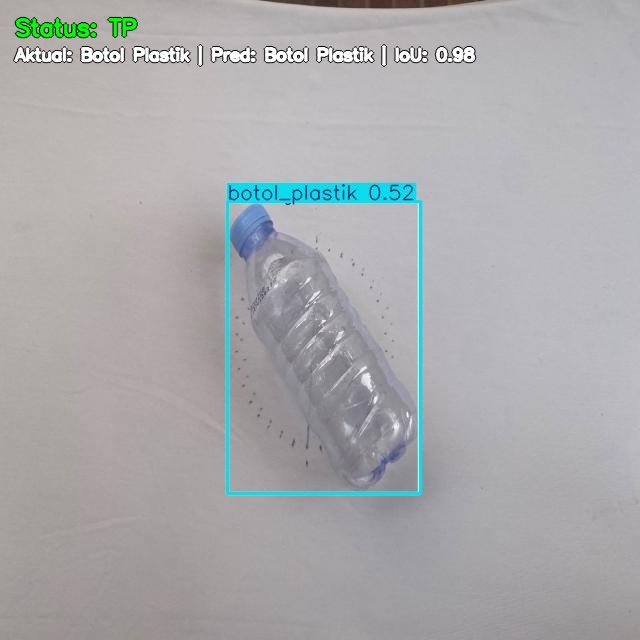 Status: TP
Aktual: Botol Plastik | Pred: Botol Plastik | IoU: 0.98
botol_plastik 0.52